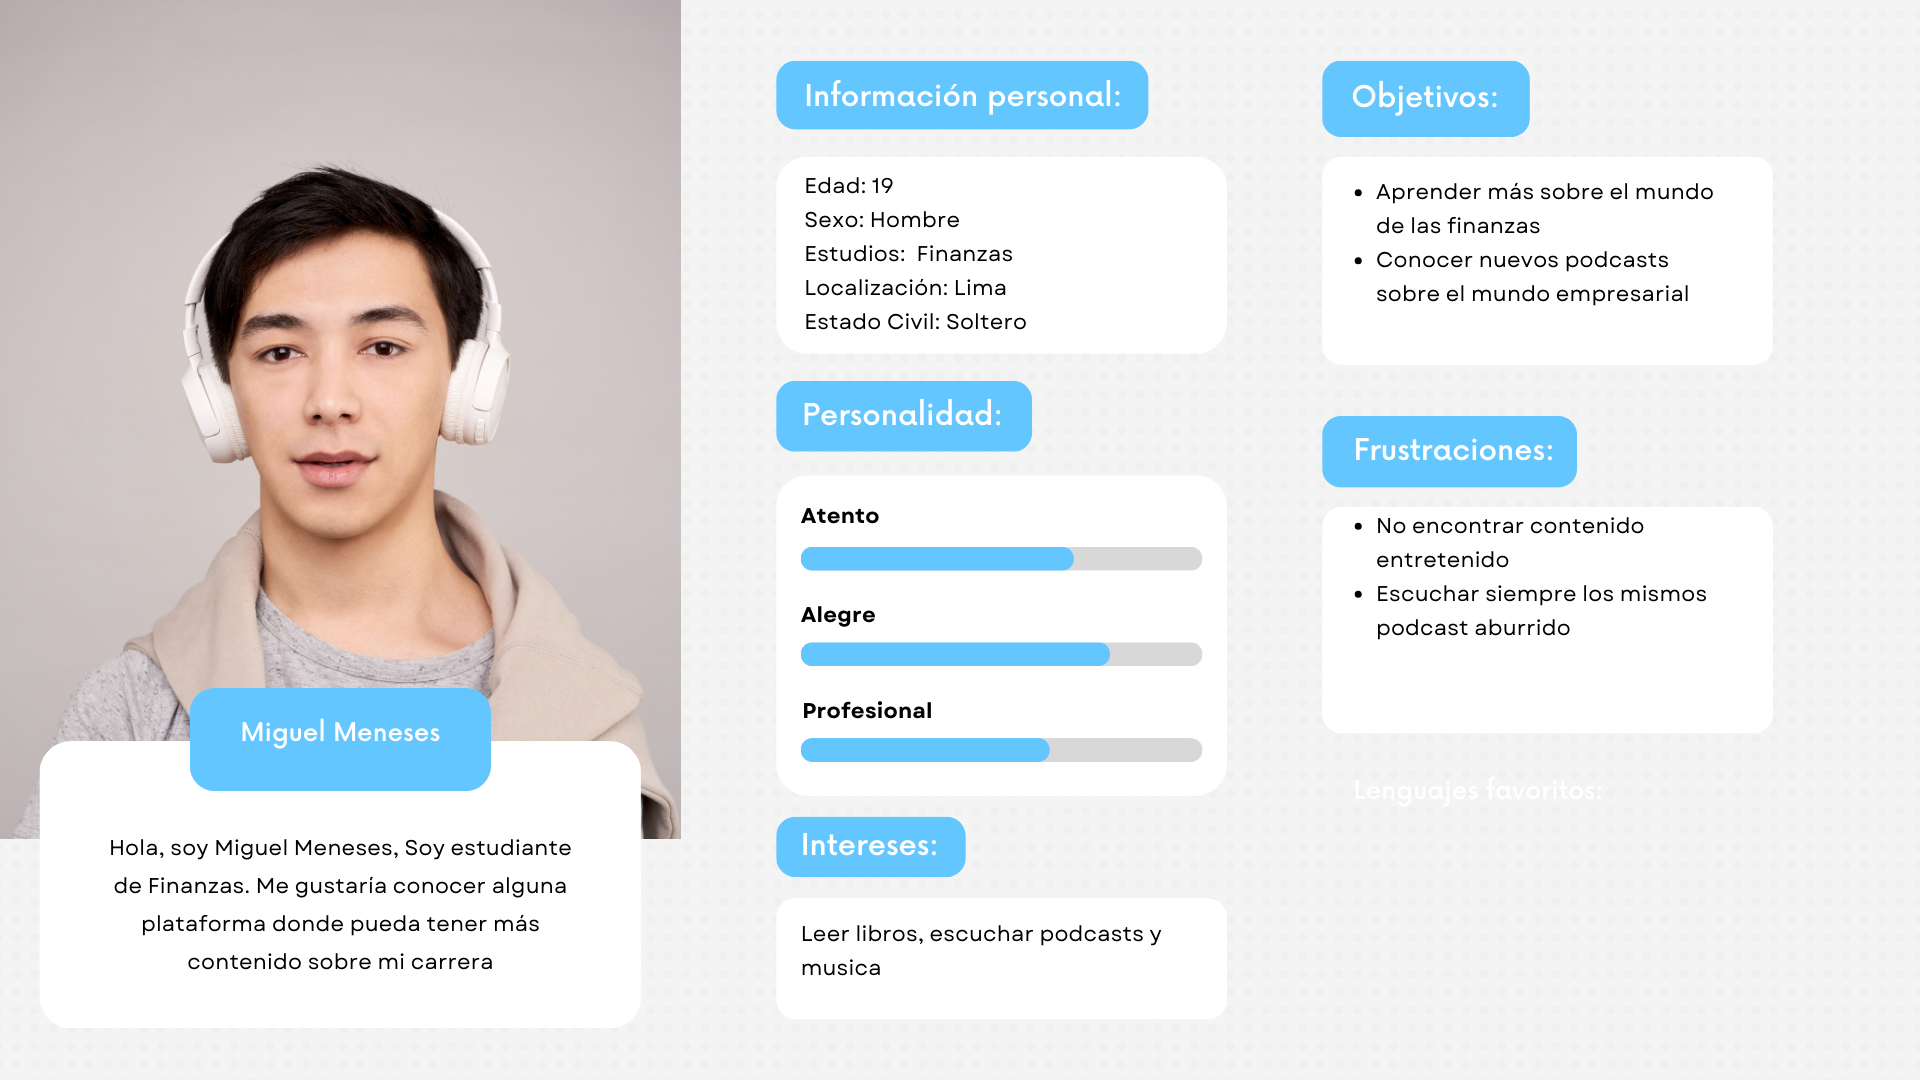 Miguel Meneses
Hola, soy Miguel Meneses, Soy estudiante
de Finanzas. Me gustaría conocer alguna
plataforma donde pueda tener más
contenido sobre mi carrera
Información personal:
Edad: 19
Sexo: Hombre
Estudios:  Finanzas
Localización: Lima
Estado Civil: Soltero
Personalidad:
Atento
Alegre
Profesional
Intereses:
Leer libros, escuchar podcasts y
musica
Objetivos:
• Aprender más sobre el mundo
de las finanzas
• Conocer nuevos podcasts
sobre el mundo empresarial
Frustraciones:
• No encontrar contenido
entretenido
• Escuchar siempre los mismos
podcast aburrido
Lenguajes favoritos: